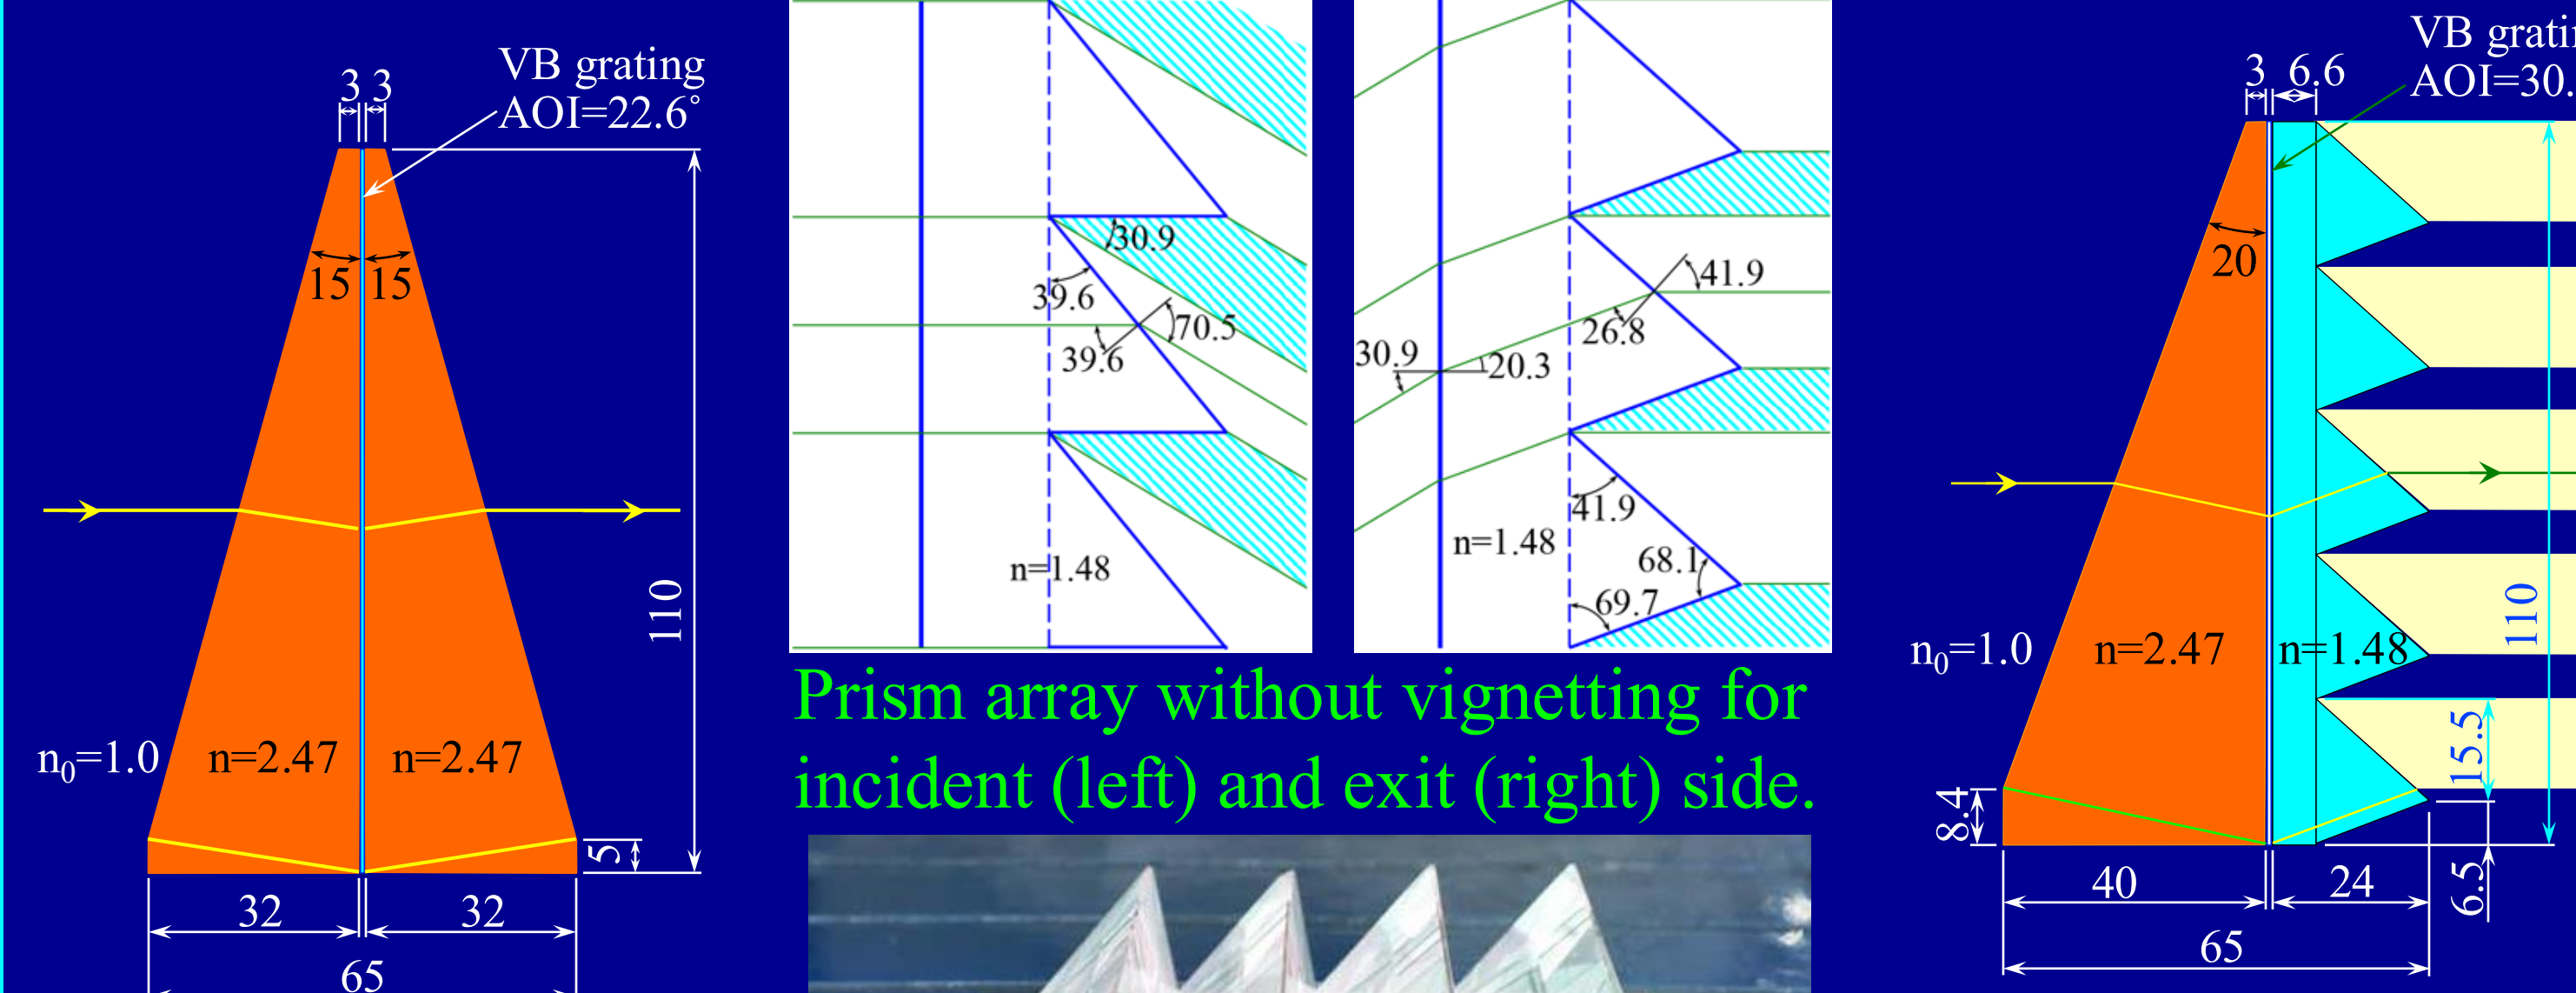 3 3
VB grating
AOI=22.6°
15 15
110
n₀=1.0
n=2.47
n=2.47
5
32
32
65
30.9
39.6
70.5
39.6
n=1.48
41.9
26.8
30.9
20.3
41.9
n=1.48
68.1
69.7
Prism array without vignetting for
incident (left) and exit (right) side.
3 6.6
AOI=30.
20
n₀=1.0
n=2.47
n=1.48
110
15.5
8.4
6.5
40
24
65